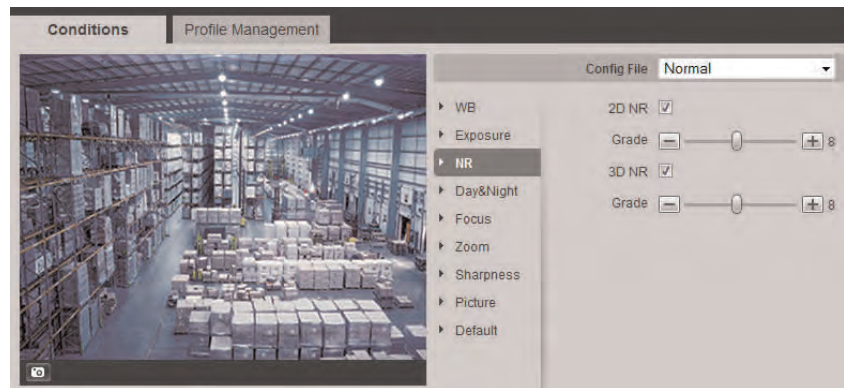 Conditions
Profile Management
Config File Normal
WB
Exposure
NR
Day&Night
Focus
Zoom
Sharpness
Picture
Default
2D NR
Grade 8
3D NR
Grade 8